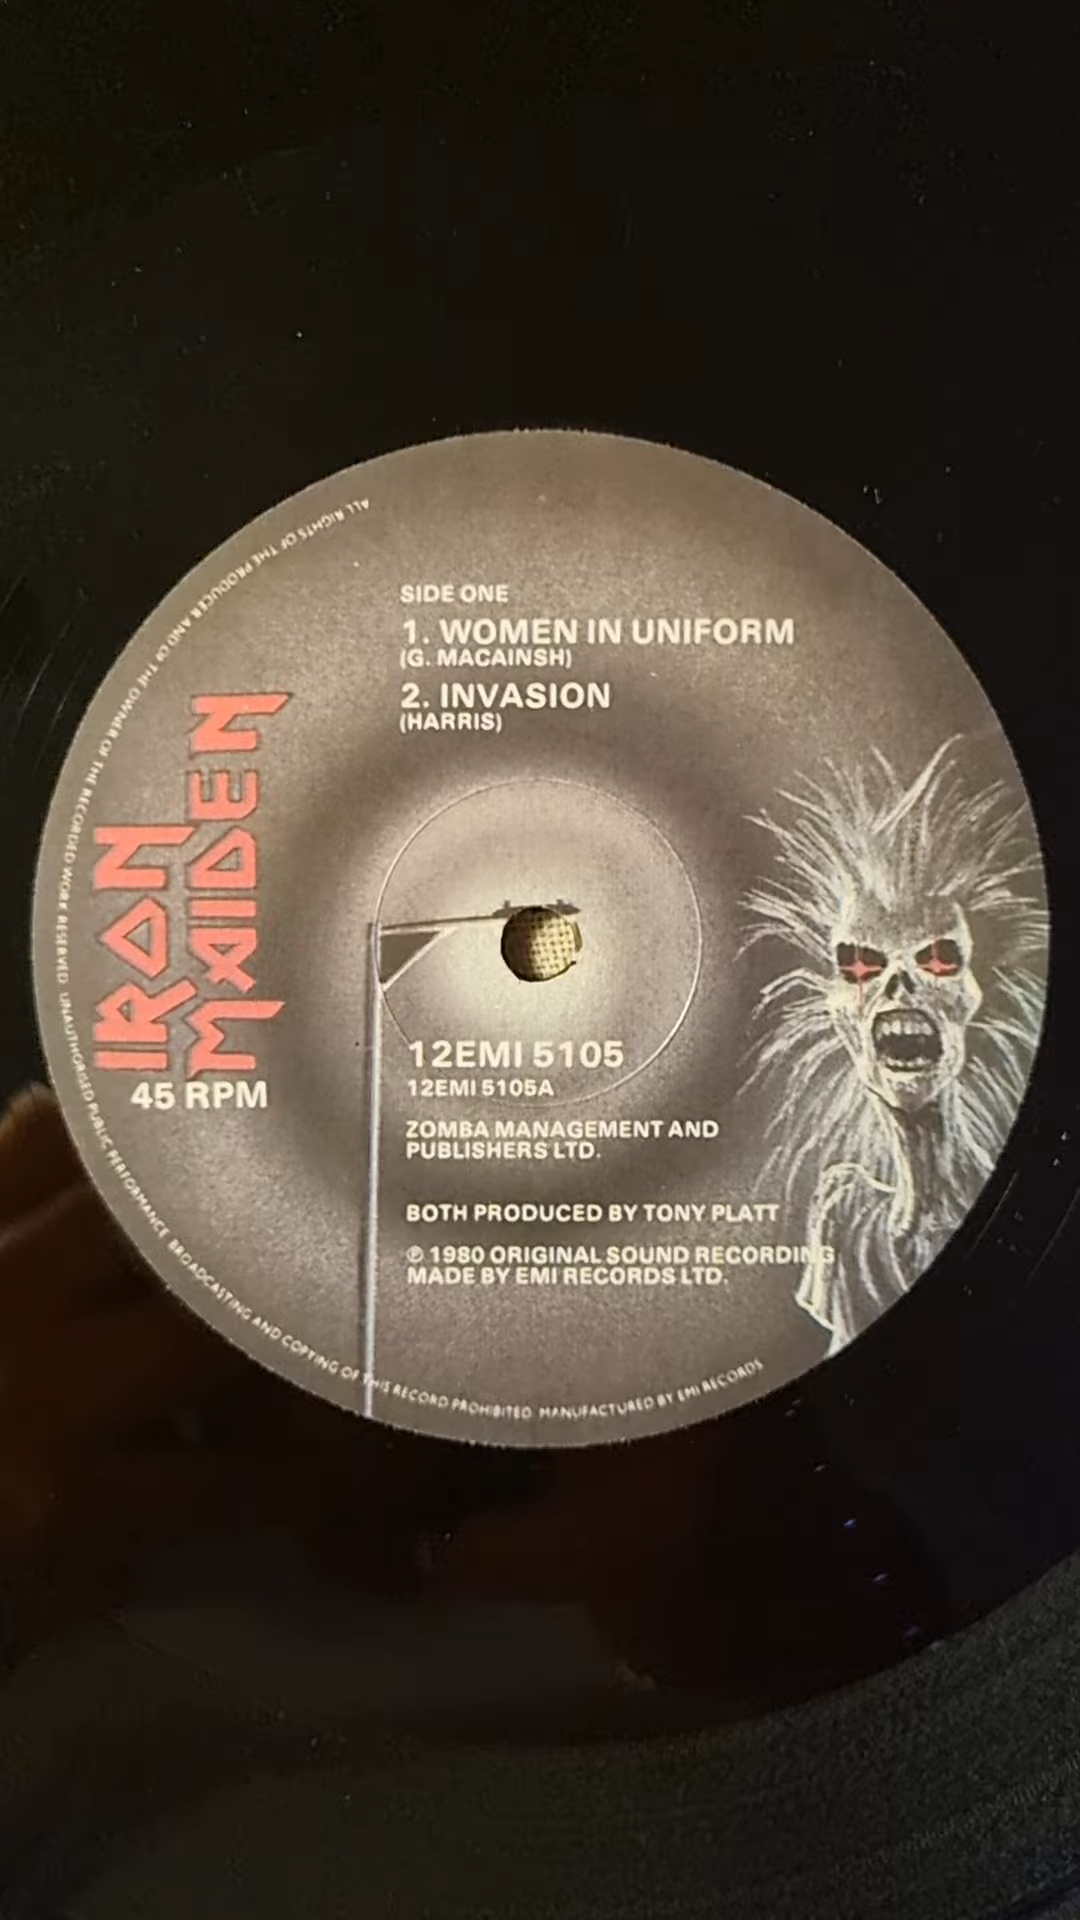 SIDE ONE
1. WOMEN IN UNIFORM
(G. MACAINSH)
2. INVASION
(HARRIS)
IRON
MAIDEN
45 RPM
12EMI 5105
12EMI 5105A
ZOMBA MANAGEMENT AND
PUBLISHERS LTD.
BOTH PRODUCED BY TONY PLATT
℗ 1980 ORIGINAL SOUND RECORDING
MADE BY EMI RECORDS LTD.
ALL RIGHTS OF THE PRODUCER AND OF THE OWNER OF THE RECORDED WORK RESERVED. UNAUTHORISED PUBLIC PERFORMANCE BROADCASTING AND COPYING OF THIS RECORD PROHIBITED. MANUFACTURED BY EMI RECORDS